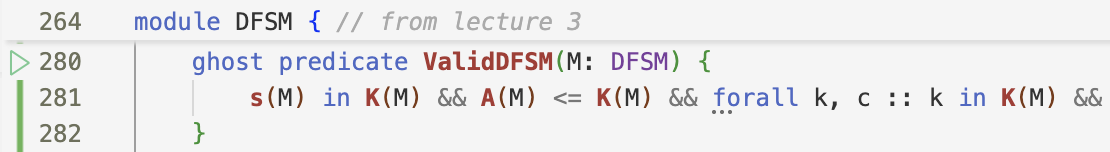 264 module DFSM { // from lecture 3
280 ghost predicate ValidDFSM(M: DFSM) {
281 s(M) in K(M) && A(M) <= K(M) && forall k, c :: k in K(M) &&
282 }